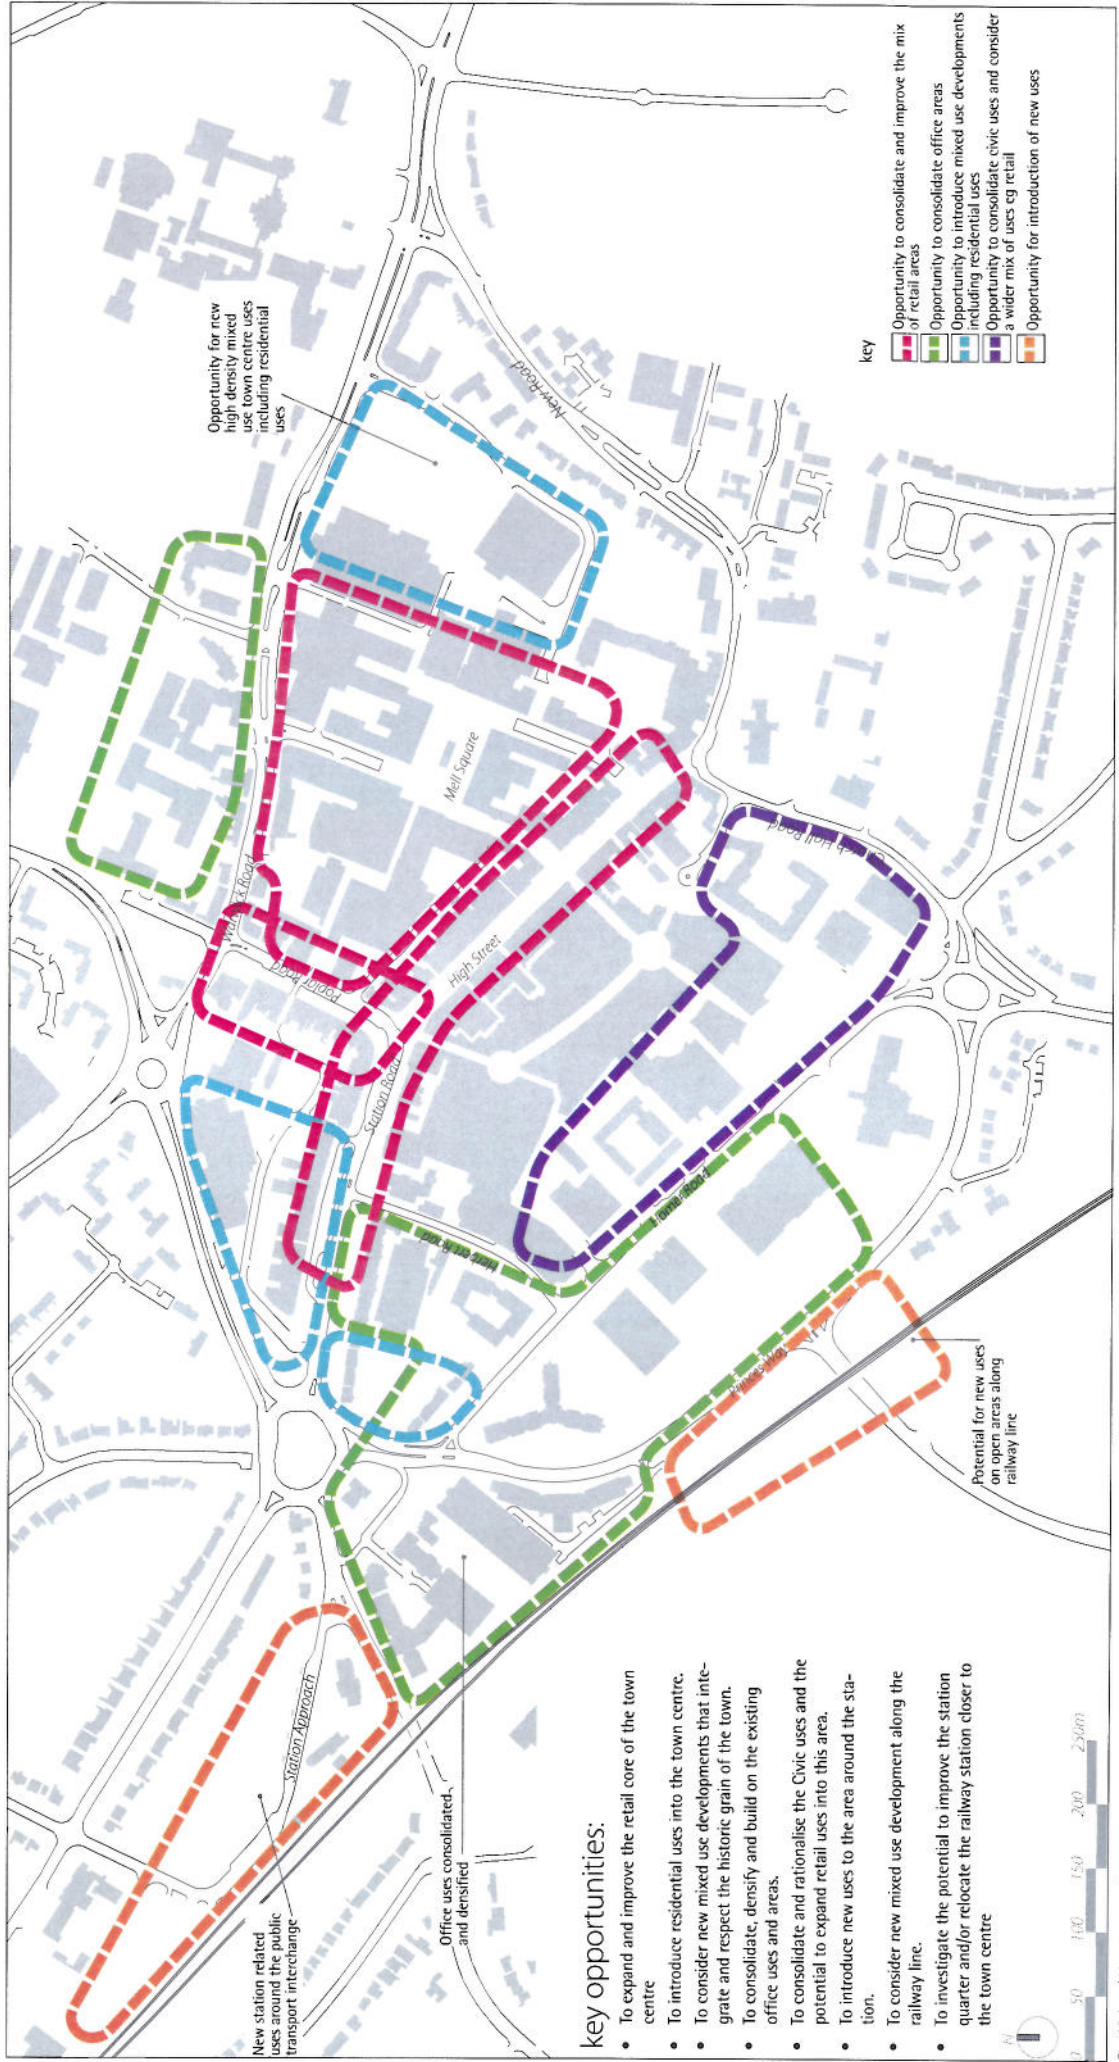 Opportunity for new
high density mixed
use town centre uses
including residential
uses
New Road
Warwick Road
Poplar Road
Mell Square
High Street
Station Road
Church Hill Road
Herbert Road
Homer Road
Princes Way
Station Approach
New station related
uses around the public
transport interchange
Office uses consolidated
and densified
Potential for new uses
on open areas along
railway line
key
Opportunity to consolidate and improve the mix
of retail areas
Opportunity to consolidate office areas
Opportunity to introduce mixed use developments
including residential uses
Opportunity to consolidate civic uses and consider
a wider mix of uses eg retail
Opportunity for introduction of new uses
key opportunities:
• To expand and improve the retail core of the town
centre
• To introduce residential uses into the town centre.
• To consider new mixed use developments that inte-
grate and respect the historic grain of the town.
• To consolidate, densify and build on the existing
office uses and areas.
• To consolidate and rationalise the Civic uses and the
potential to expand retail uses into this area.
• To introduce new uses to the area around the sta-
tion.
• To consider new mixed use development along the
railway line.
• To investigate the potential to improve the station
quarter and/or relocate the railway station closer to
the town centre
N
0 50 100 150 200 250m